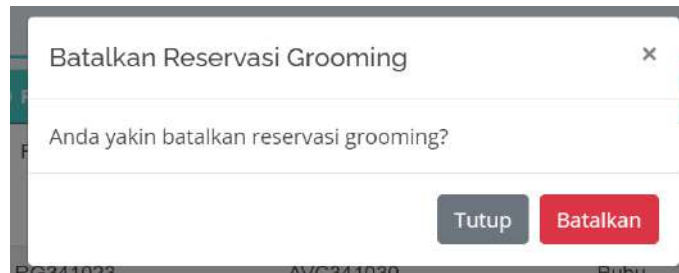 Batalkan Reservasi Grooming ×
Anda yakin batalkan reservasi grooming?
Tutup Batalkan